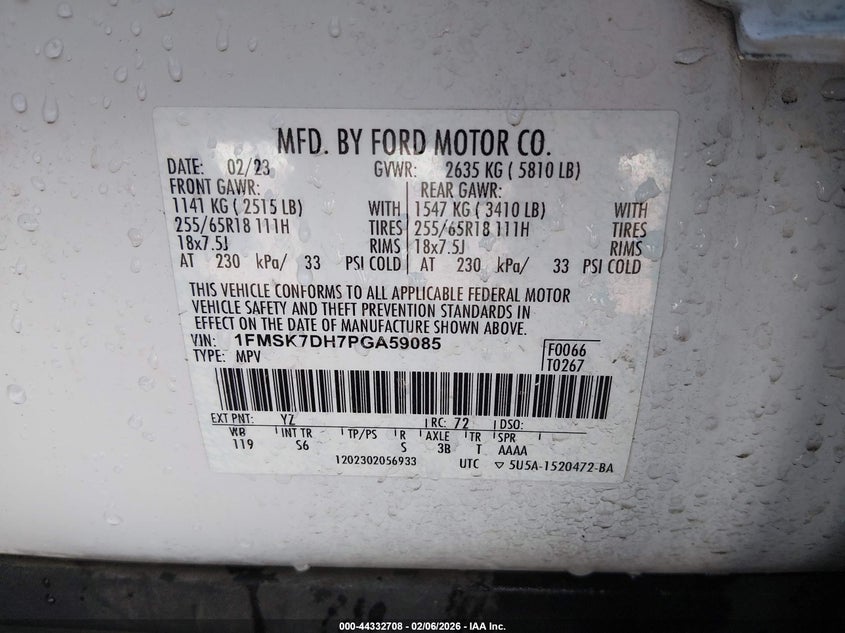 MFD. BY FORD MOTOR CO.
DATE: 02/23 GVWR: 2635 KG ( 5810 LB)
FRONT GAWR: REAR GAWR:
1141 KG ( 2515 LB) WITH 1547 KG ( 3410 LB) WITH
255/65R18 111H TIRES 255/65R18 111H TIRES
18x7.5J RIMS 18x7.5J RIMS
AT 230 kPa/ 33 PSI COLD AT 230 kPa/ 33 PSI COLD
THIS VEHICLE CONFORMS TO ALL APPLICABLE FEDERAL MOTOR
VEHICLE SAFETY AND THEFT PREVENTION STANDARDS IN
EFFECT ON THE DATE OF MANUFACTURE SHOWN ABOVE.
VIN: 1FMSK7DH7PGA59085
TYPE: MPV
F0066
T0267
EXT PNT: YZ RC: 72 DSO:
WB INT TR TP/PS R AXLE TR SPR
119 S6 S 3B T AAAA
1202302056933 UTC ▽ 5U5A-1520472-BA
000-44332708 - 02/06/2026 - IAA Inc.